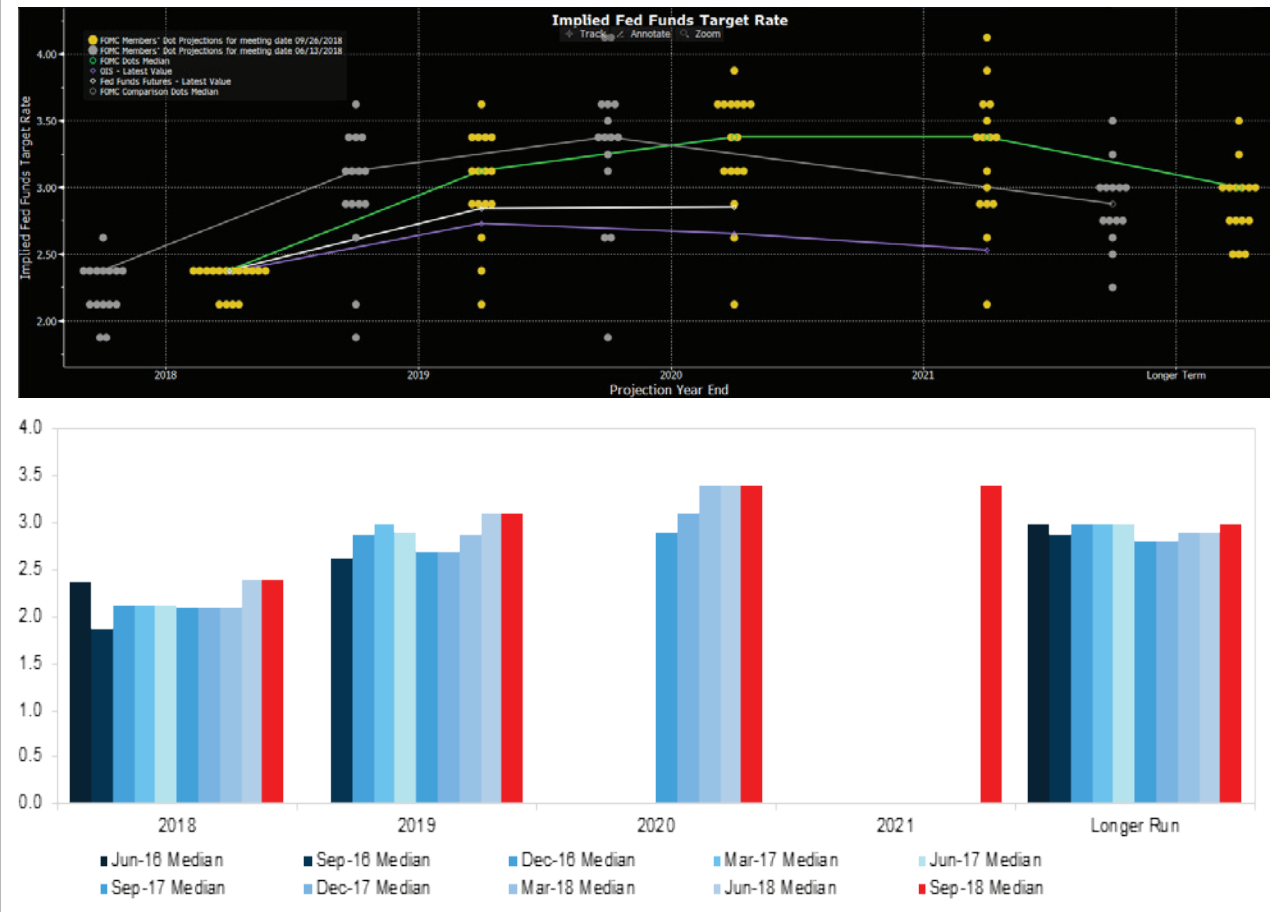 Implied Fed Funds Target Rate
Track Annotate Zoom
FOMC Members' Dot Projections for meeting date 09/26/2018
FOMC Members' Dot Projections for meeting date 06/13/2018
FOMC Dots Median
OIS - Latest Value
Fed Funds Futures - Latest Value
FOMC Comparison Dots Median
Implied Fed Funds Target Rate
4.00
3.50
3.00
2.50
2.00
2018 2019 2020 2021 Longer Term
Projection Year End
4.0
3.5
3.0
2.5
2.0
1.5
1.0
0.5
0.0
2018 2019 2020 2021 Longer Run
Jun-16 Median Sep-16 Median Dec-16 Median Mar-17 Median Jun-17 Median
Sep-17 Median Dec-17 Median Mar-18 Median Jun-18 Median Sep-18 Median